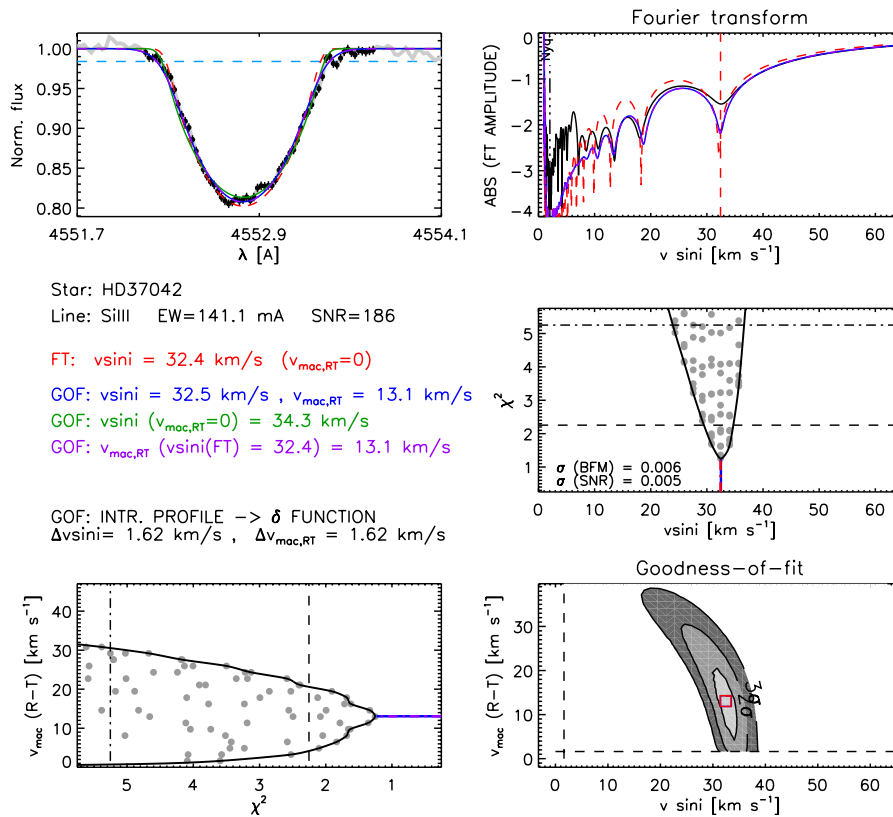 Fourier transform
1.00
0.95
0.90
0.85
0.80
Norm. flux
4551.7
4552.9
4554.1
λ [A]
Nyq
0
-1
-2
-3
-4
ABS (FT AMPLITUDE)
0 10 20 30 40 50 60
v sini [km s⁻¹]
Star: HD37042
Line: SiIII EW=141.1 mA SNR=186
FT: vsini = 32.4 km/s (v_mac,RT=0)
GOF: vsini = 32.5 km/s , v_mac,RT = 13.1 km/s
GOF: vsini (v_mac,RT=0) = 34.3 km/s
GOF: v_mac,RT (vsini(FT) = 32.4) = 13.1 km/s
GOF: INTR. PROFILE -> δ FUNCTION
Δvsini= 1.62 km/s , Δv_mac,RT = 1.62 km/s
5
4
3
2
1
χ²
σ (BFM) = 0.006
σ (SNR) = 0.005
0 10 20 30 40 50 60
vsini [km s⁻¹]
40
30
20
10
0
v_mac (R-T) [km s⁻¹]
5 4 3 2 1
χ²
Goodness-of-fit
30
20
10
0
v_mac (R-T) [km s⁻¹]
3σ
2σ
0 10 20 30 40 50 60
v sini [km s⁻¹]